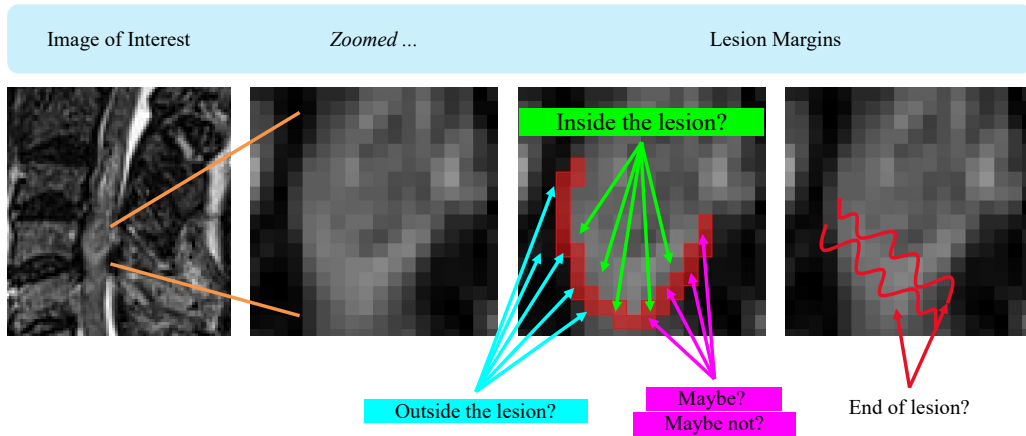 Image of Interest
Zoomed ...
Lesion Margins
Inside the lesion?
Outside the lesion?
Maybe?
Maybe not?
End of lesion?